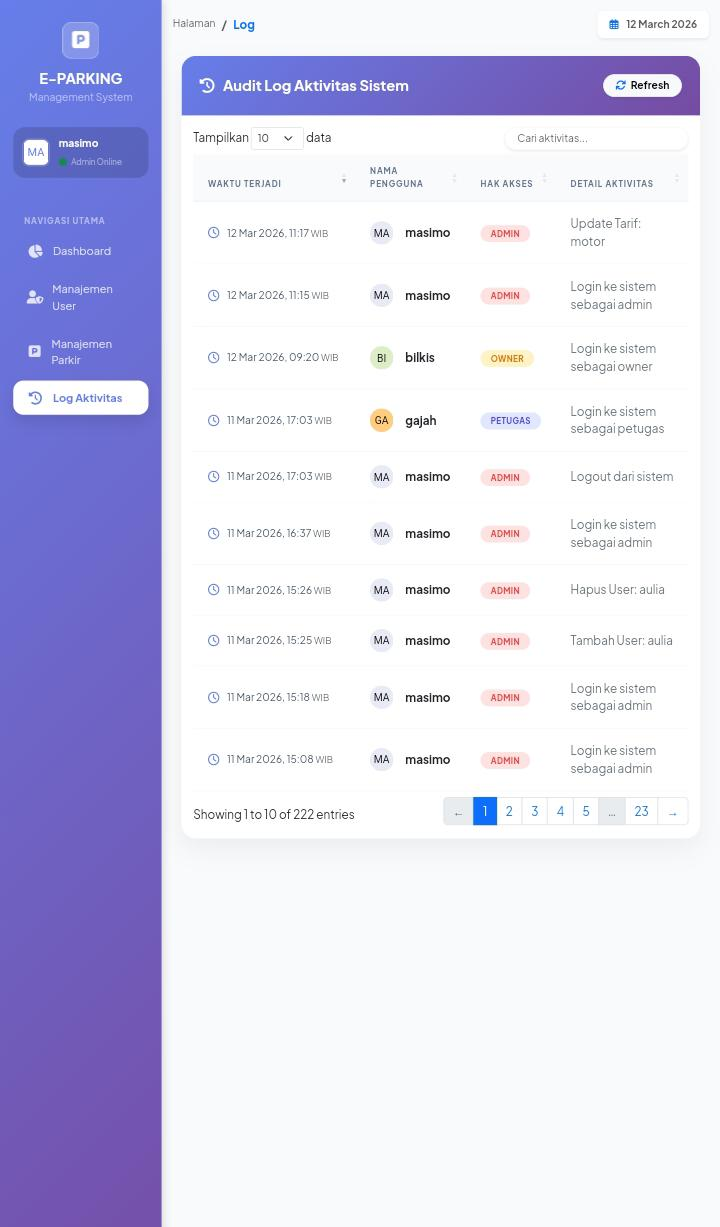 E-PARKING
Management System
MA
masimo
Admin Online
NAVIGASI UTAMA
Dashboard
Manajemen
User
Manajemen
Parkir
Log Aktivitas
Halaman / Log
12 March 2026
Audit Log Aktivitas Sistem
Refresh
Tampilkan 10 data
Cari aktivitas...
WAKTU TERJADI
NAMA
PENGGUNA
HAK AKSES
DETAIL AKTIVITAS
12 Mar 2026, 11:17 WIB MA masimo ADMIN Update Tarif:
motor
12 Mar 2026, 11:15 WIB MA masimo ADMIN Login ke sistem
sebagai admin
12 Mar 2026, 09:20 WIB BI bilkis OWNER Login ke sistem
sebagai owner
11 Mar 2026, 17:03 WIB GA gajah PETUGAS Login ke sistem
sebagai petugas
11 Mar 2026, 17:03 WIB MA masimo ADMIN Logout dari sistem
11 Mar 2026, 16:37 WIB MA masimo ADMIN Login ke sistem
sebagai admin
11 Mar 2026, 15:26 WIB MA masimo ADMIN Hapus User: aulia
11 Mar 2026, 15:25 WIB MA masimo ADMIN Tambah User: aulia
11 Mar 2026, 15:18 WIB MA masimo ADMIN Login ke sistem
sebagai admin
11 Mar 2026, 15:08 WIB MA masimo ADMIN Login ke sistem
sebagai admin
Showing 1 to 10 of 222 entries
← 1 2 3 4 5 … 23 →